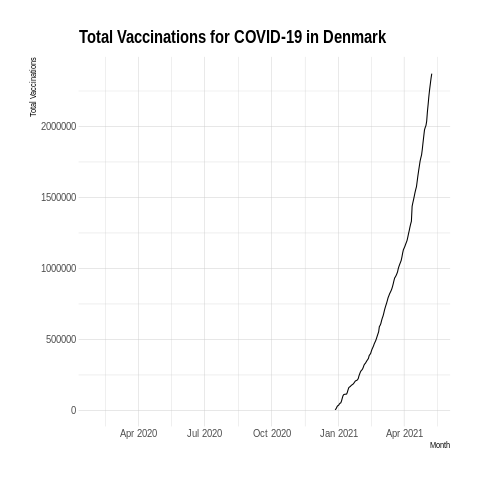 Total Vaccinations for COVID-19 in Denmark
Total Vaccinations
2000000
1500000
1000000
500000
0
Apr 2020 Jul 2020 Oct 2020 Jan 2021 Apr 2021
Month